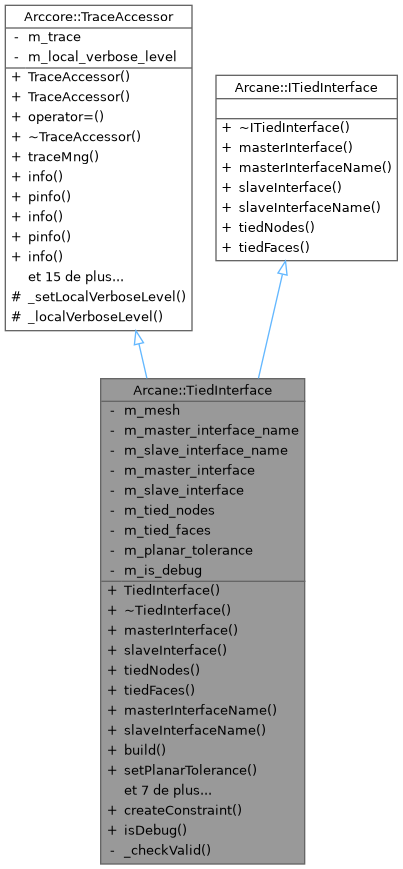 Arccore::TraceAccessor
- m_trace
- m_local_verbose_level
+ TraceAccessor()
+ TraceAccessor()
+ operator=()
+ ~TraceAccessor()
+ traceMng()
+ info()
+ pinfo()
+ info()
+ pinfo()
+ info()
et 15 de plus...
# _setLocalVerboseLevel()
# _localVerboseLevel()
Arcane::ITiedInterface
+ ~ITiedInterface()
+ masterInterface()
+ masterInterfaceName()
+ slaveInterface()
+ slaveInterfaceName()
+ tiedNodes()
+ tiedFaces()
Arcane::TiedInterface
- m_mesh
- m_master_interface_name
- m_slave_interface_name
- m_master_interface
- m_slave_interface
- m_tied_nodes
- m_tied_faces
- m_planar_tolerance
- m_is_debug
+ TiedInterface()
+ ~TiedInterface()
+ masterInterface()
+ slaveInterface()
+ tiedNodes()
+ tiedFaces()
+ masterInterfaceName()
+ slaveInterfaceName()
+ build()
+ setPlanarTolerance()
et 7 de plus...
+ createConstraint()
+ isDebug()
- _checkValid()